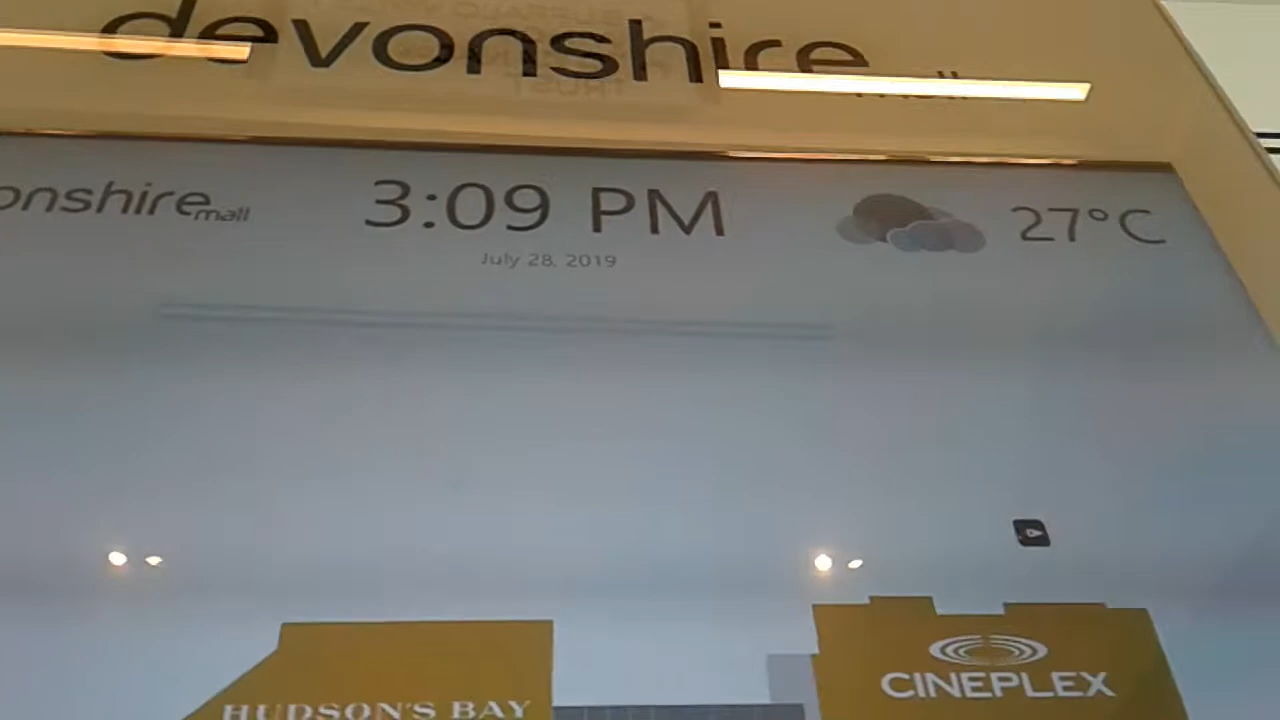 devonshire
mall
onshire mall
3:09 PM
July 28, 2019
27°C
HUDSON'S BAY
CINEPLEX